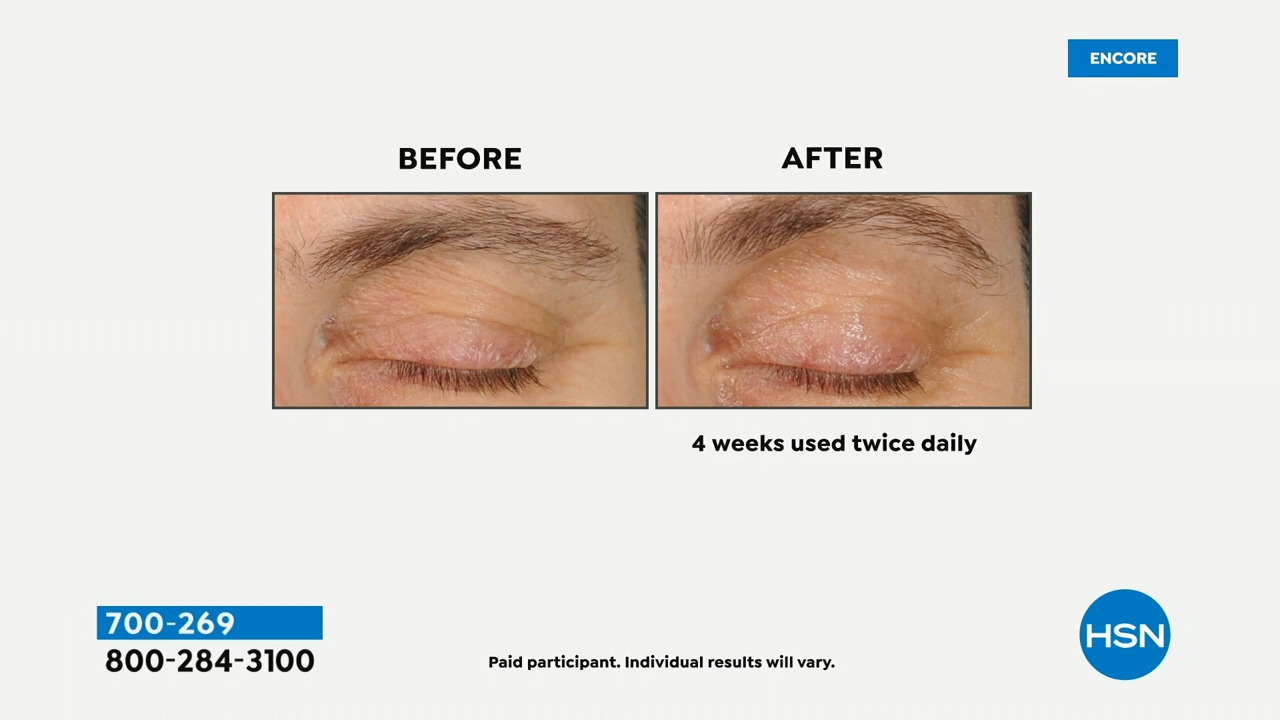 ENCORE
BEFORE
AFTER
4 weeks used twice daily
700-269
800-284-3100
Paid participant. Individual results will vary.
HSN